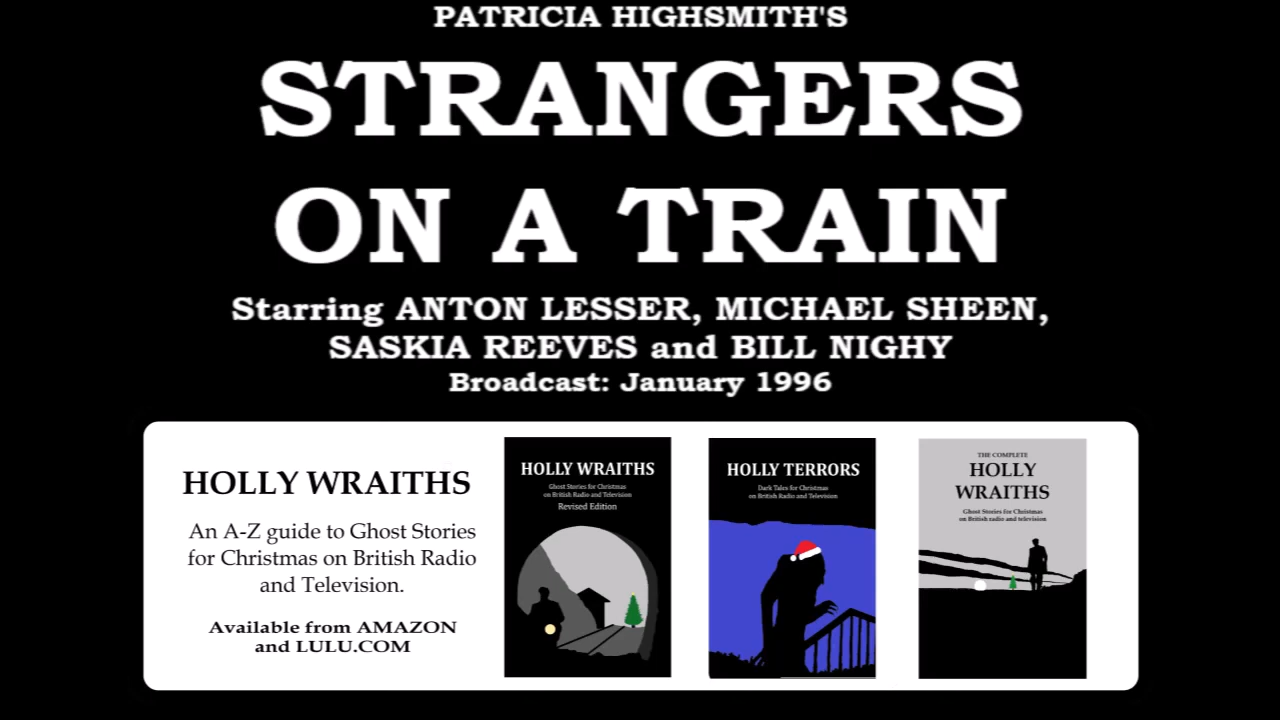 PATRICIA HIGHSMITH'S
STRANGERS
ON A TRAIN
Starring ANTON LESSER, MICHAEL SHEEN,
SASKIA REEVES and BILL NIGHY
Broadcast: January 1996
HOLLY WRAITHS
An A-Z guide to Ghost Stories
for Christmas on British Radio
and Television.
Available from AMAZON
and LULU.COM
HOLLY WRAITHS
Ghost Stories for Christmas
on British Radio and Television
Revised Edition
HOLLY TERRORS
Dark Tales for Christmas
on British Radio and Television
THE COMPLETE
HOLLY
WRAITHS
Ghost Stories for Christmas
on British radio and television